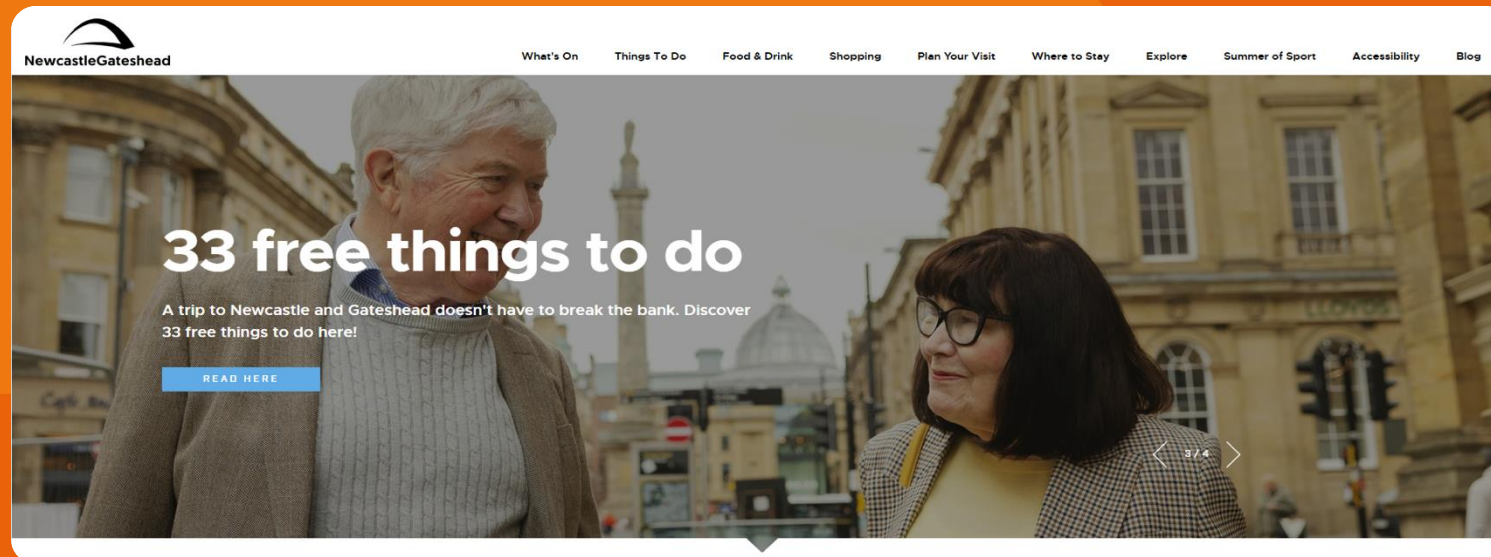 NewcastleGateshead
What's On Things To Do Food & Drink Shopping Plan Your Visit Where to Stay Explore Summer of Sport Accessibility Blog
33 free things to do
A trip to Newcastle and Gateshead doesn't have to break the bank. Discover
33 free things to do here!
READ HERE
3 / 4
LLOYDS